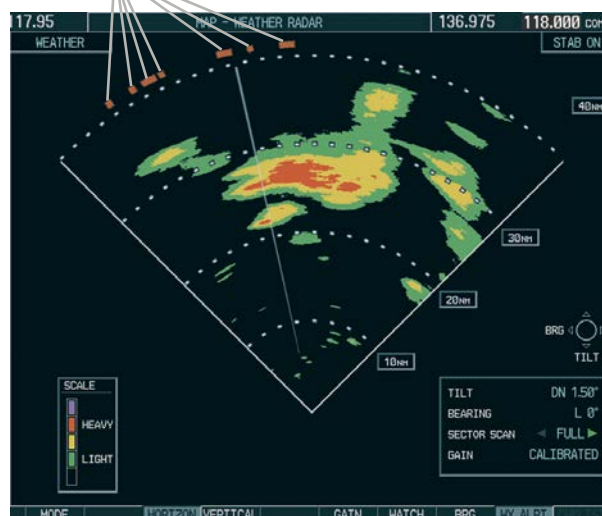 17.95 MAP - WEATHER RADAR 136.975 118.000 COM
WEATHER STAB ON
40NM
30NM
20NM
10NM
BRG
TILT
SCALE
HEAVY
LIGHT
TILT DN 1.50°
BEARING L 0°
SECTOR SCAN FULL
GAIN CALIBRATED
MODE HORIZON VERTICAL GAIN WATCH BRG WX ALRT